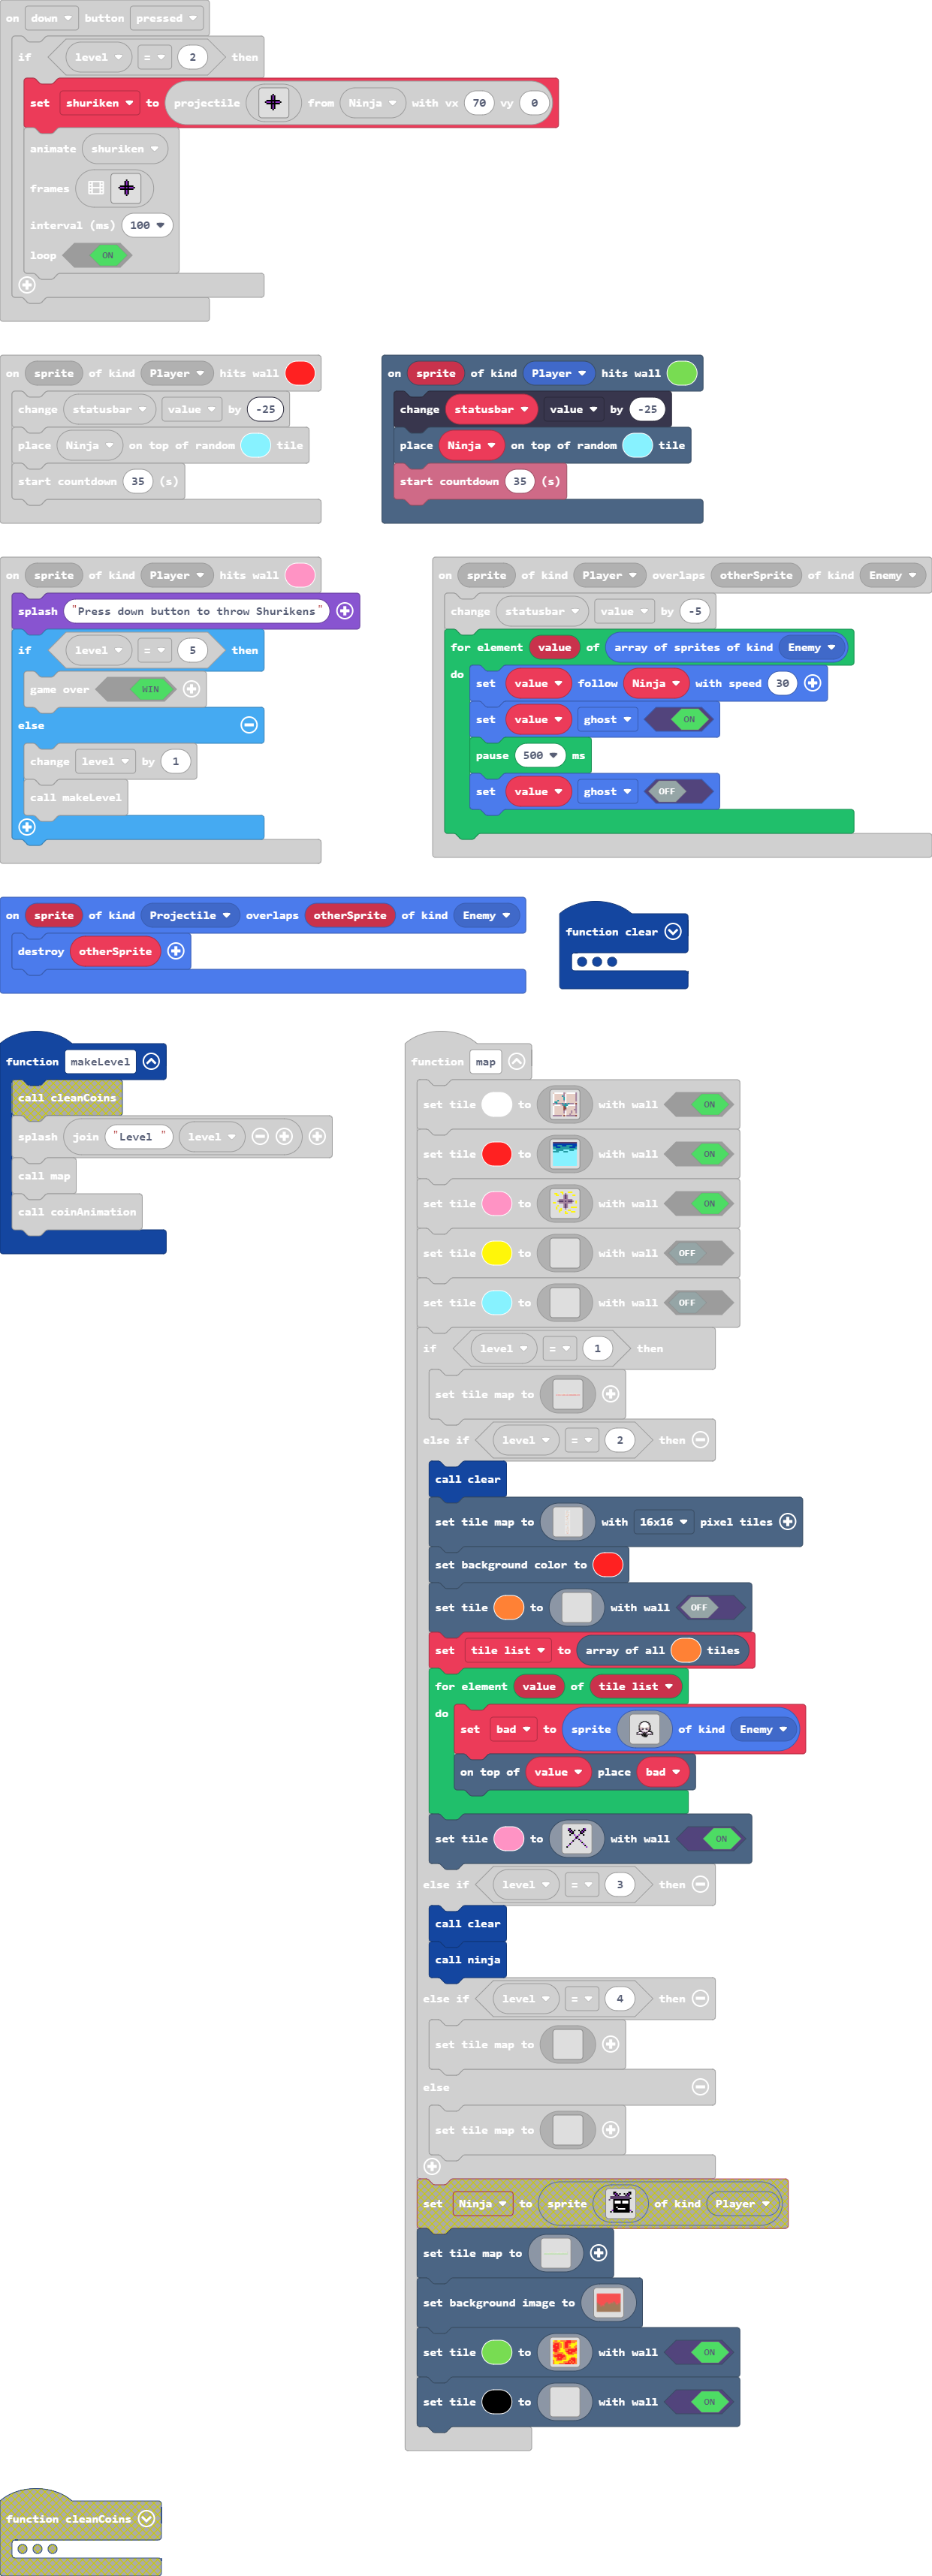 on down button pressed
if level = 2 then
set shuriken to projectile from Ninja with vx 70 vy 0
animate shuriken
frames
interval (ms) 100
loop ON
on sprite of kind Player hits wall
change statusbar value by -25
place Ninja on top of random tile
start countdown 35 (s)
on sprite of kind Player hits wall
change statusbar value by -25
place Ninja on top of random tile
start countdown 35 (s)
on sprite of kind Player hits wall
splash "Press down button to throw Shurikens"
if level = 5 then
game over WIN
else
change level by 1
call makeLevel
on sprite of kind Player overlaps otherSprite of kind Enemy
change statusbar value by -5
for element value of array of sprites of kind Enemy
do
set value follow Ninja with speed 30
set value ghost ON
pause 500 ms
set value ghost OFF
on sprite of kind Projectile overlaps otherSprite of kind Enemy
destroy otherSprite
function clear
function makeLevel
call cleanCoins
splash join "Level " level
call map
call coinAnimation
function map
set tile to with wall ON
set tile to with wall ON
set tile to with wall ON
set tile to with wall OFF
set tile to with wall OFF
if level = 1 then
set tile map to
else if level = 2 then
call clear
set tile map to with 16x16 pixel tiles
set background color to
set tile to with wall OFF
set tile list to array of all tiles
for element value of tile list
do
set bad to sprite of kind Enemy
on top of value place bad
set tile to with wall ON
else if level = 3 then
call clear
call ninja
else if level = 4 then
set tile map to
else
set tile map to
set Ninja to sprite of kind Player
set tile map to
set background image to
set tile to with wall ON
set tile to with wall ON
function cleanCoins